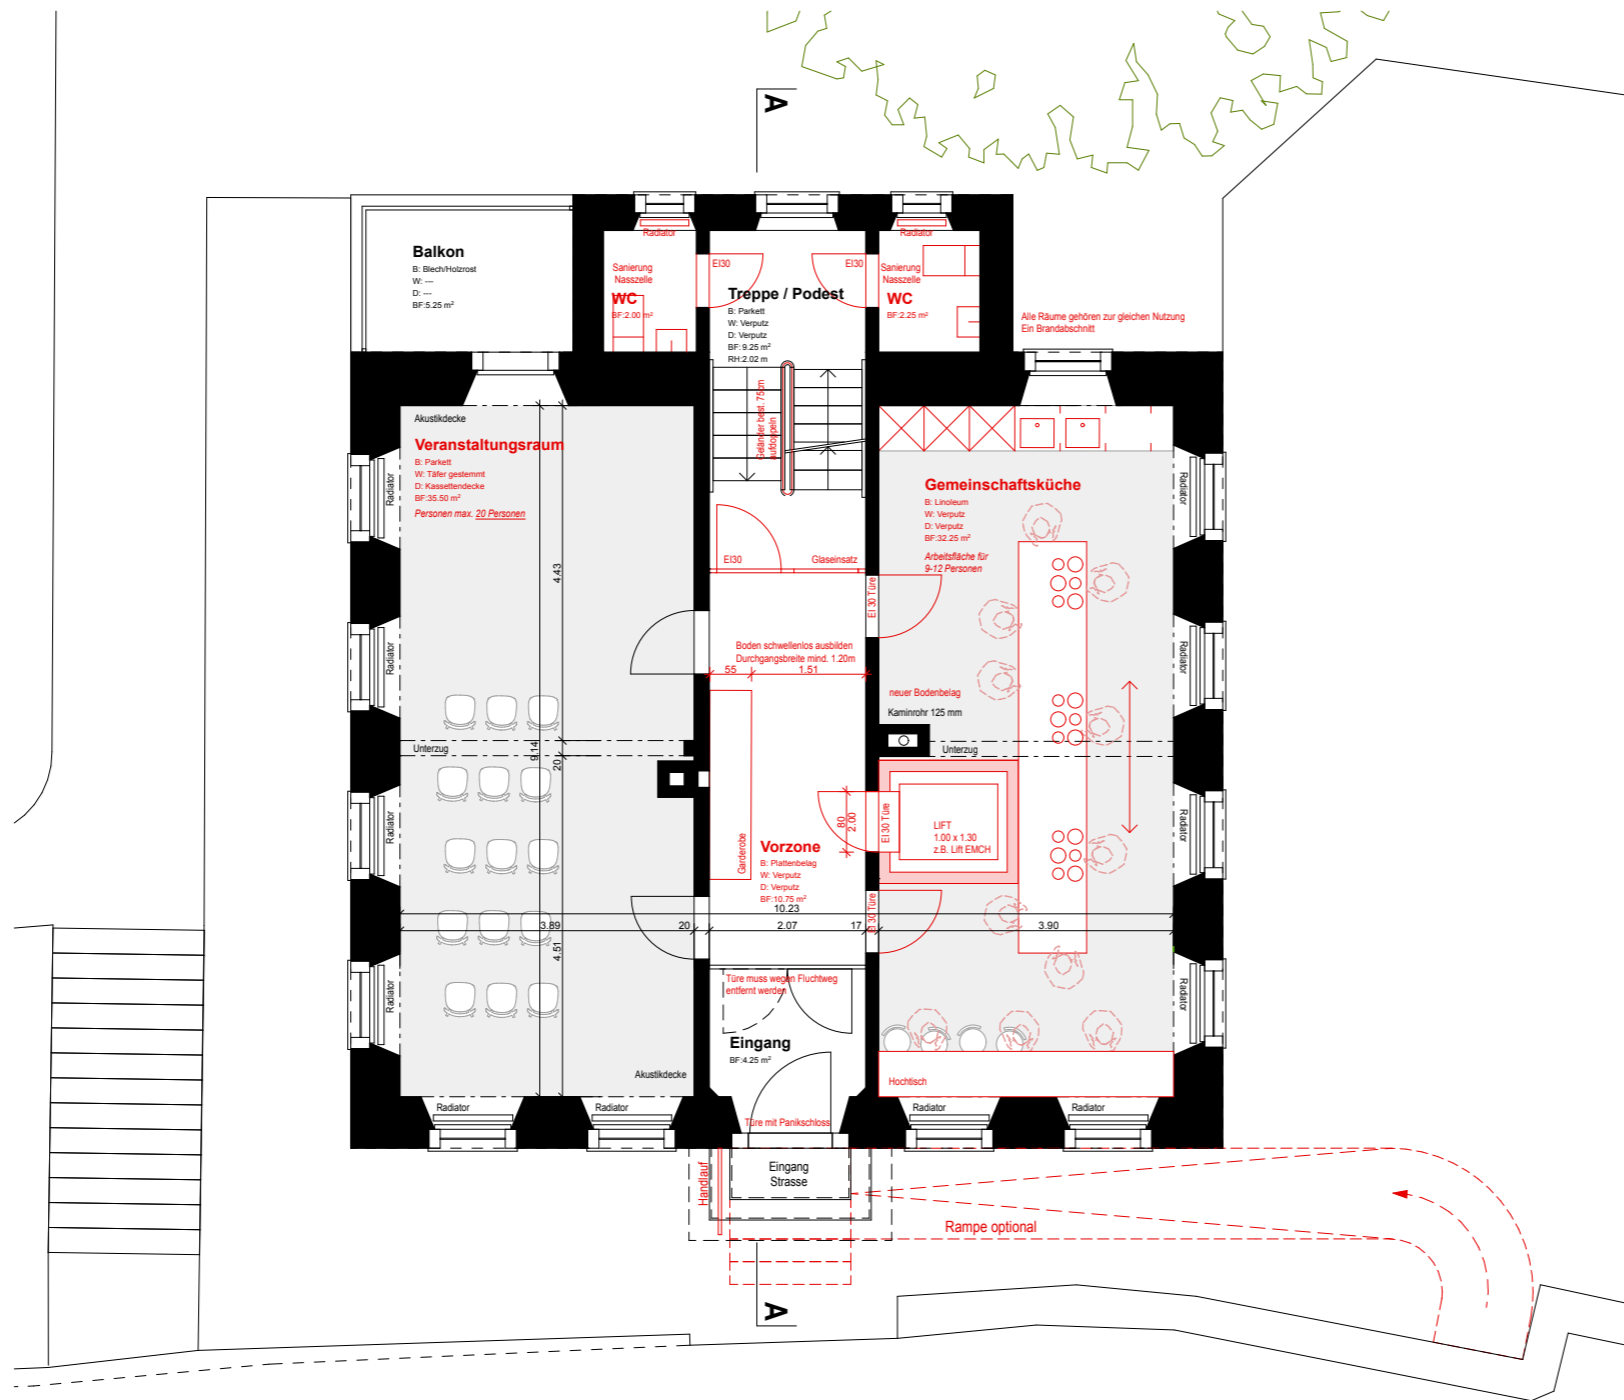 A
Balkon
B: Blech/Holzrost
W: ---
D: ---
BF:5.25 m²
Radiator
Sanierung
Nasszelle
WC
BF:2.00 m²
EI30
EI30
Treppe / Podest
B: Parkett
W: Verputz
D: Verputz
BF:9.25 m²
RH:2.02 m
Radiator
Sanierung
Nasszelle
WC
BF:2.25 m²
Alle Räume gehören zur gleichen Nutzung
Ein Brandabschnitt
Geländer best. 75cm
aufdoppeln
Akustikdecke
Veranstaltungsraum
B: Parkett
W: Täfer gestemmt
D: Kassettendecke
BF:35.50 m²
Personen max. 20 Personen
Radiator
Radiator
Radiator
Radiator
4.43
9.14
20
4.51
Unterzug
Akustikdecke
Radiator
Radiator
EI30
Glaseinsatz
EI 30 Türe
Boden schwellenlos ausbilden
Durchgangsbreite mind. 1.20m
55
1.51
Garderobe
80
2.00
EI 30 Türe
Vorzone
B: Plattenbelag
W: Verputz
D: Verputz
BF:10.75 m²
EI 30 Türe
10.23
3.89
20
2.07
17
3.90
Gemeinschaftsküche
B: Linoleum
W: Verputz
D: Verputz
BF:32.25 m²
Arbeitsfläche für
9-12 Personen
neuer Bodenbelag
Kaminrohr 125 mm
Unterzug
LIFT
1.00 x 1.30
z.B. Lift EMCH
Radiator
Radiator
Radiator
Radiator
Türe muss wegen Fluchtweg
entfernt werden
Eingang
BF:4.25 m²
Türe mit Panikschloss
Hochtisch
Radiator
Radiator
Handlauf
Eingang
Strasse
Rampe optional
A